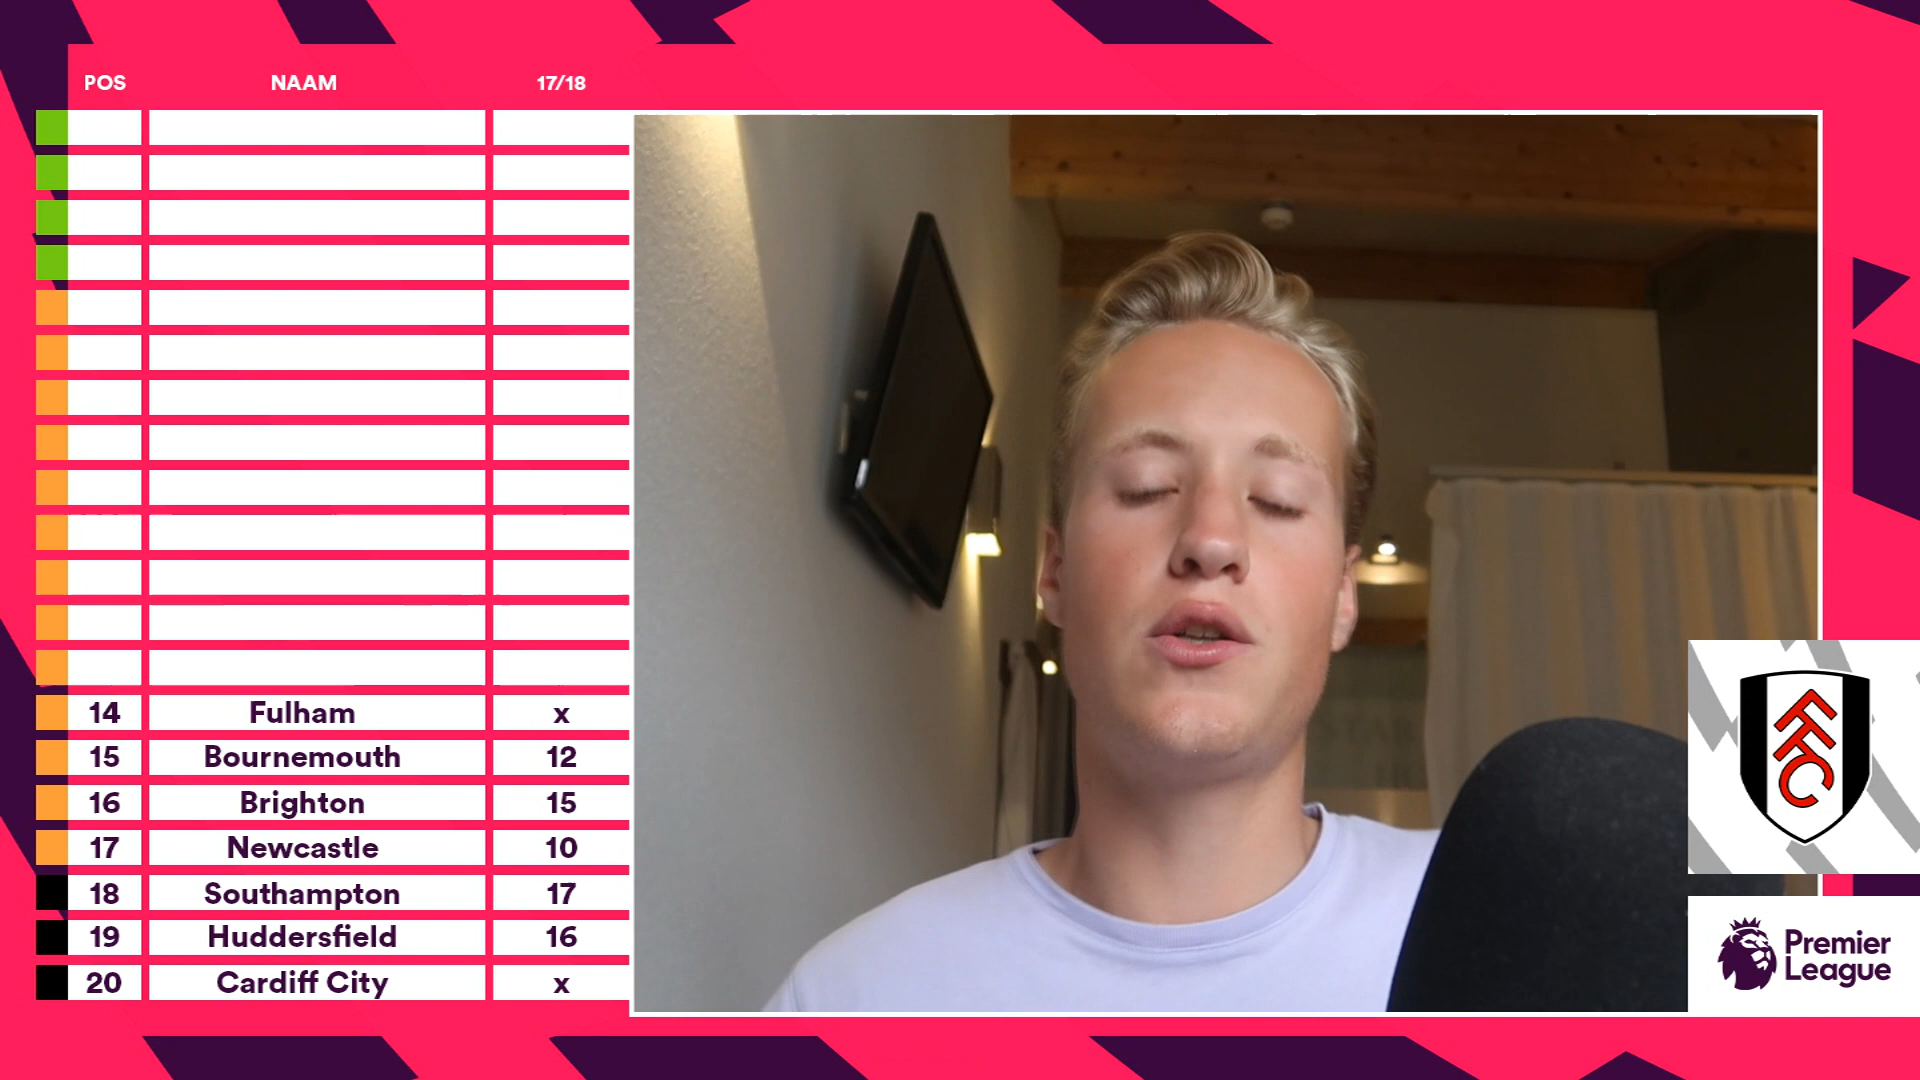 POS NAAM 17/18
14 Fulham x
15 Bournemouth 12
16 Brighton 15
17 Newcastle 10
18 Southampton 17
19 Huddersfield 16
20 Cardiff City x
FFC
Premier
League